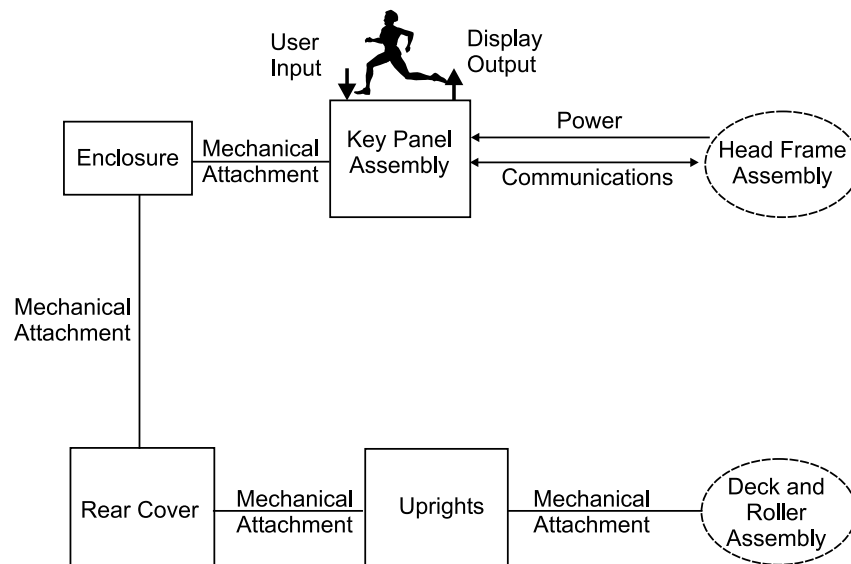 User
Input
Display
Output
Enclosure
Mechanical
Attachment
Key Panel
Assembly
Power
Communications
Head Frame
Assembly
Mechanical
Attachment
Rear Cover
Mechanical
Attachment
Uprights
Mechanical
Attachment
Deck and
Roller
Assembly